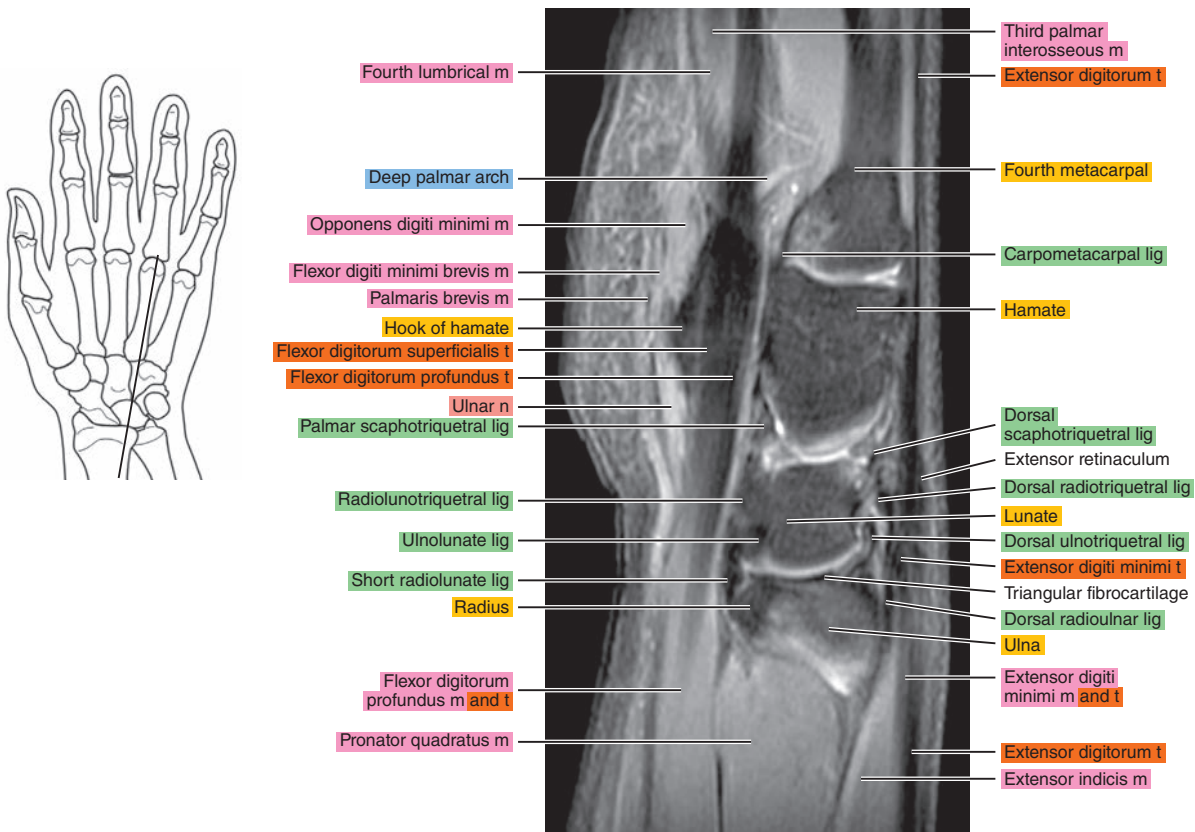 Fourth lumbrical m
Deep palmar arch
Opponens digiti minimi m
Flexor digiti minimi brevis m
Palmaris brevis m
Hook of hamate
Flexor digitorum superficialis t
Flexor digitorum profundus t
Ulnar n
Palmar scaphotriquetral lig
Radiolunotriquetral lig
Ulnolunate lig
Short radiolunate lig
Radius
Flexor digitorum
profundus m and t
Pronator quadratus m
Third palmar
interosseous m
Extensor digitorum t
Fourth metacarpal
Carpometacarpal lig
Hamate
Dorsal
scaphotriquetral lig
Extensor retinaculum
Dorsal radiotriquetral lig
Lunate
Dorsal ulnotriquetral lig
Extensor digiti minimi t
Triangular fibrocartilage
Dorsal radioulnar lig
Ulna
Extensor digiti
minimi m and t
Extensor digitorum t
Extensor indicis m